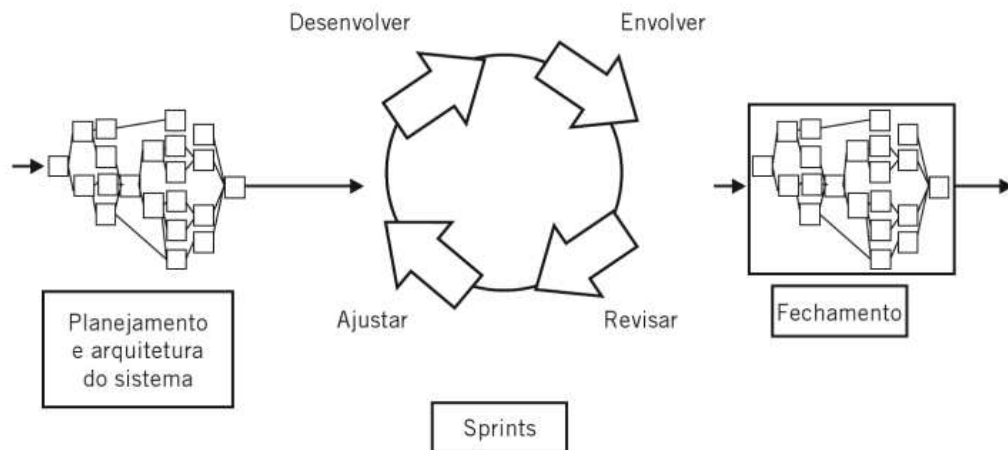 Desenvolver
Envolver
Planejamento
e arquitetura
do sistema
Ajustar
Revisar
Fechamento
Sprints